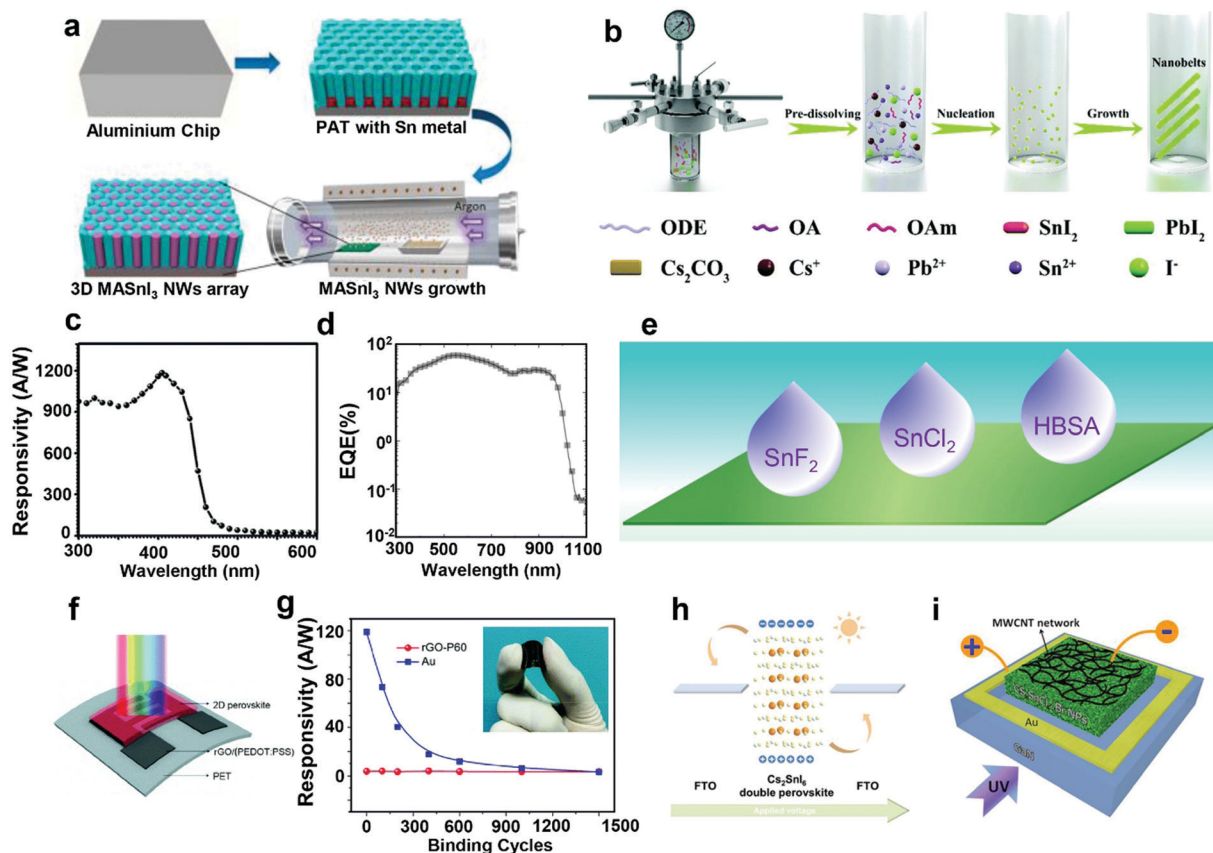 a
Aluminium Chip
PAT with Sn metal
Argon
3D MASnI3 NWs array
MASnI3 NWs growth
b
Pre-dissolving
Nucleation
Growth
Nanobelts
ODE
OA
OAm
SnI2
PbI2
Cs2CO3
Cs+
Pb2+
Sn2+
I-
c
Responsivity (A/W)
1200
900
600
300
0
300
400
500
600
Wavelength (nm)
d
EQE(%)
10^2
10^1
10^0
10^-1
10^-2
300
500
700
900
1100
Wavelength (nm)
e
SnF2
SnCl2
HBSA
f
2D perovskite
rGO/(PEDOT:PSS)
PET
g
Responsivity (A/W)
120
80
40
0
rGO-P60
Au
0
300
600
900
1200
1500
Binding Cycles
h
FTO
Cs2SnI6
double perovskite
FTO
Applied voltage
i
MWCNT network
+
-
Au
GaN
UV